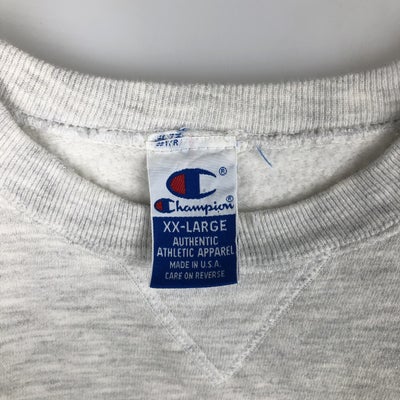 ®
Champion®
XX-LARGE
AUTHENTIC
ATHLETIC APPAREL
MADE IN U.S.A.
CARE ON REVERSE